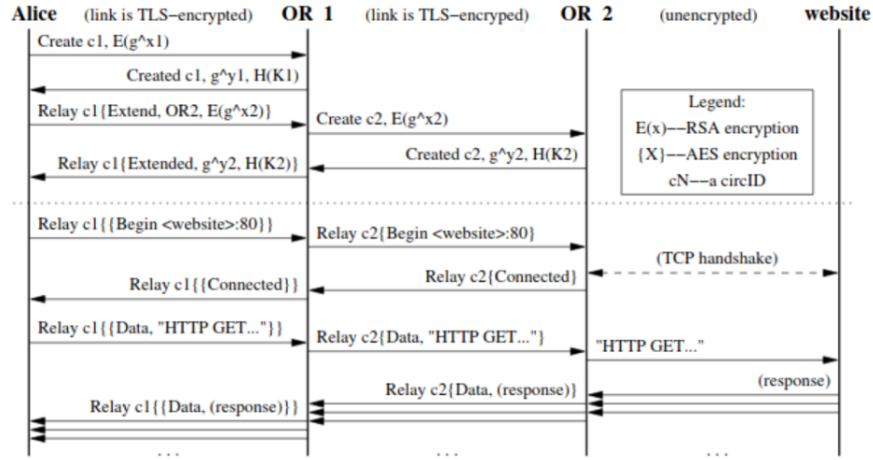 Alice (link is TLS-encrypted) OR 1 (link is TLS-encryped) OR 2 (unencrypted) website
Create c1, E(g^x1)
Created c1, g^y1, H(K1)
Relay c1{Extend, OR2, E(g^x2)}
Create c2, E(g^x2)
Created c2, g^y2, H(K2)
Relay c1{Extended, g^y2, H(K2)}
Legend:
E(x)--RSA encryption
{X}--AES encryption
cN--a circID
Relay c1{{Begin <website>:80}}
Relay c2{Begin <website>:80}
(TCP handshake)
Relay c2{Connected}
Relay c1{{Connected}}
Relay c1{{Data, "HTTP GET..."}}
Relay c2{Data, "HTTP GET..."}
"HTTP GET..."
(response)
Relay c2{Data, (response)}
Relay c1{{Data, (response)}}
. . . . . . . . .